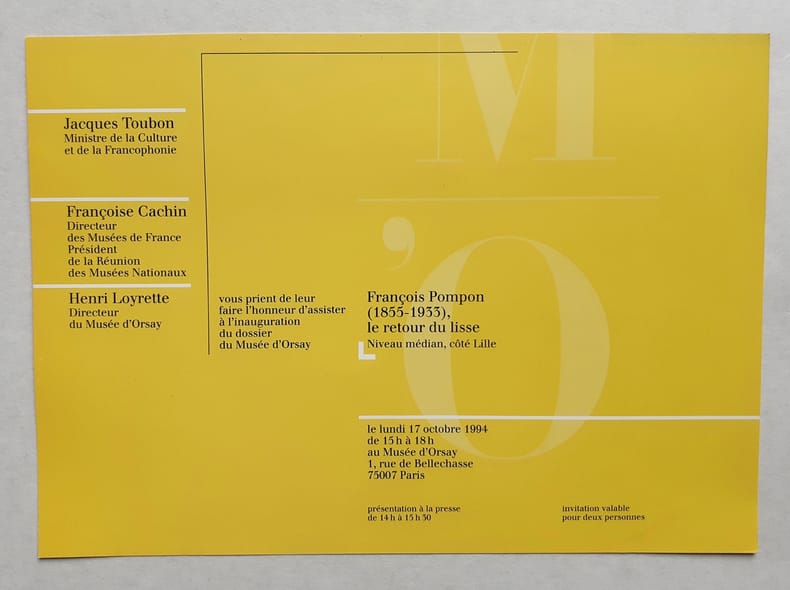 M
'O
Jacques Toubon
Ministre de la Culture
et de la Francophonie
Françoise Cachin
Directeur
des Musées de France
Président
de la Réunion
des Musées Nationaux
Henri Loyrette
Directeur
du Musée d'Orsay
vous prient de leur
faire l'honneur d'assister
à l'inauguration
du dossier
du Musée d'Orsay
François Pompon
(1855-1933),
le retour du lisse
Niveau médian, côté Lille
le lundi 17 octobre 1994
de 15 h à 18 h
au Musée d'Orsay
1, rue de Bellechasse
75007 Paris
présentation à la presse
de 14 h à 15 h 30
invitation valable
pour deux personnes